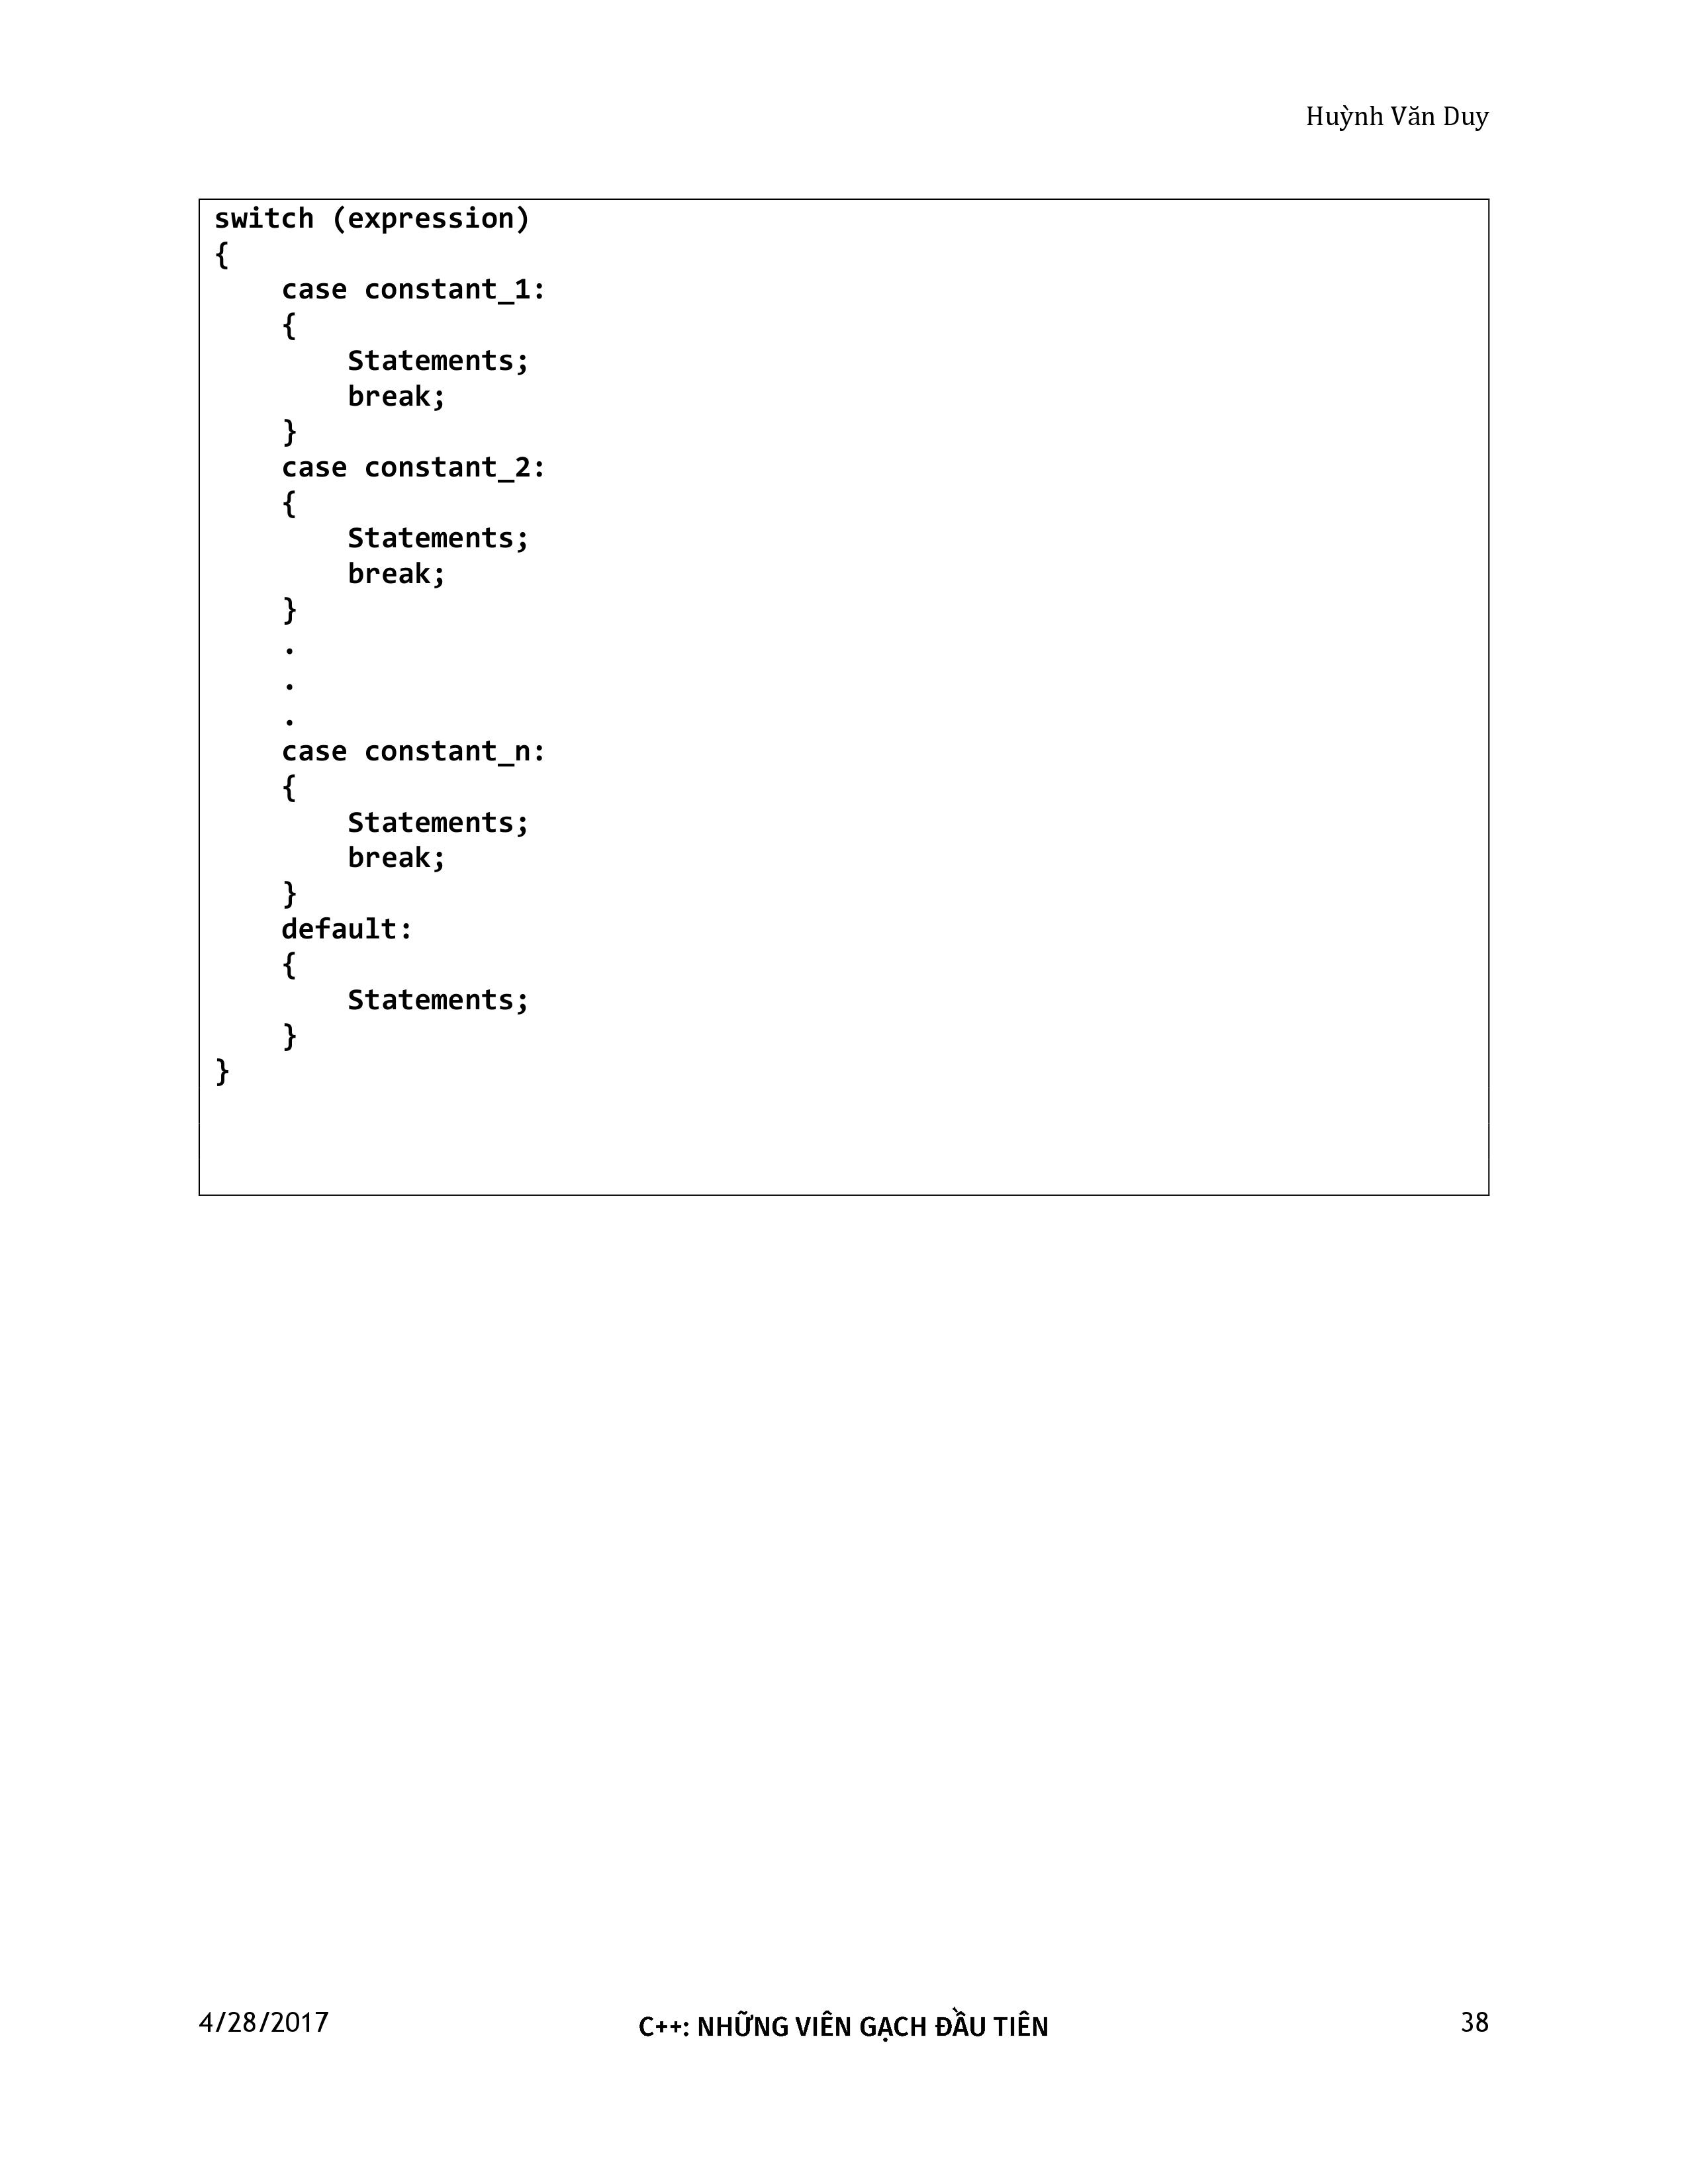 Huỳnh Văn Duy
switch (expression)
{
    case constant_1:
    {
        Statements;
        break;
    }
    case constant_2:
    {
        Statements;
        break;
    }
    .
    .
    .
    case constant_n:
    {
        Statements;
        break;
    }
    default:
    {
        Statements;
    }
}
4/28/2017 C++: NHỮNG VIÊN GẠCH ĐẦU TIÊN 38